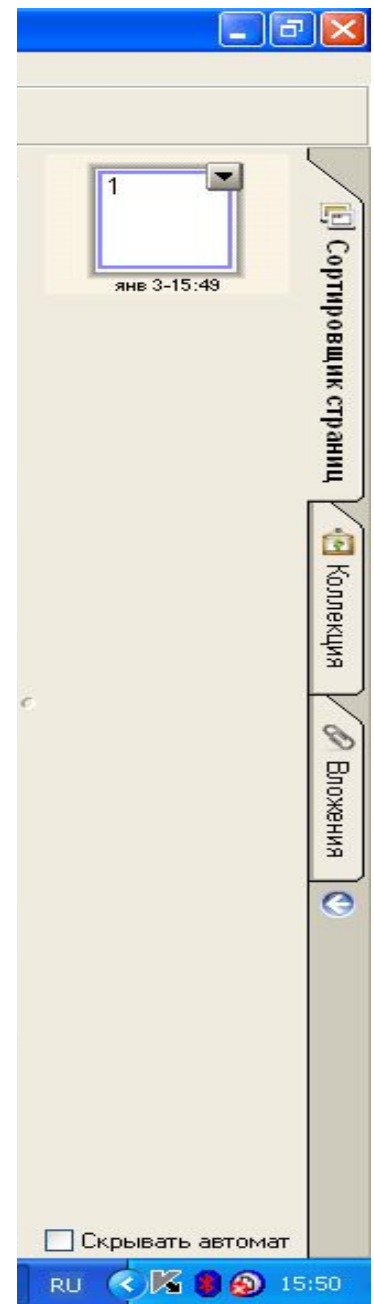 1
янв 3-15:49
Сортировщик страниц
Коллекция
Вложения
Скрывать автомат
RU 15:50